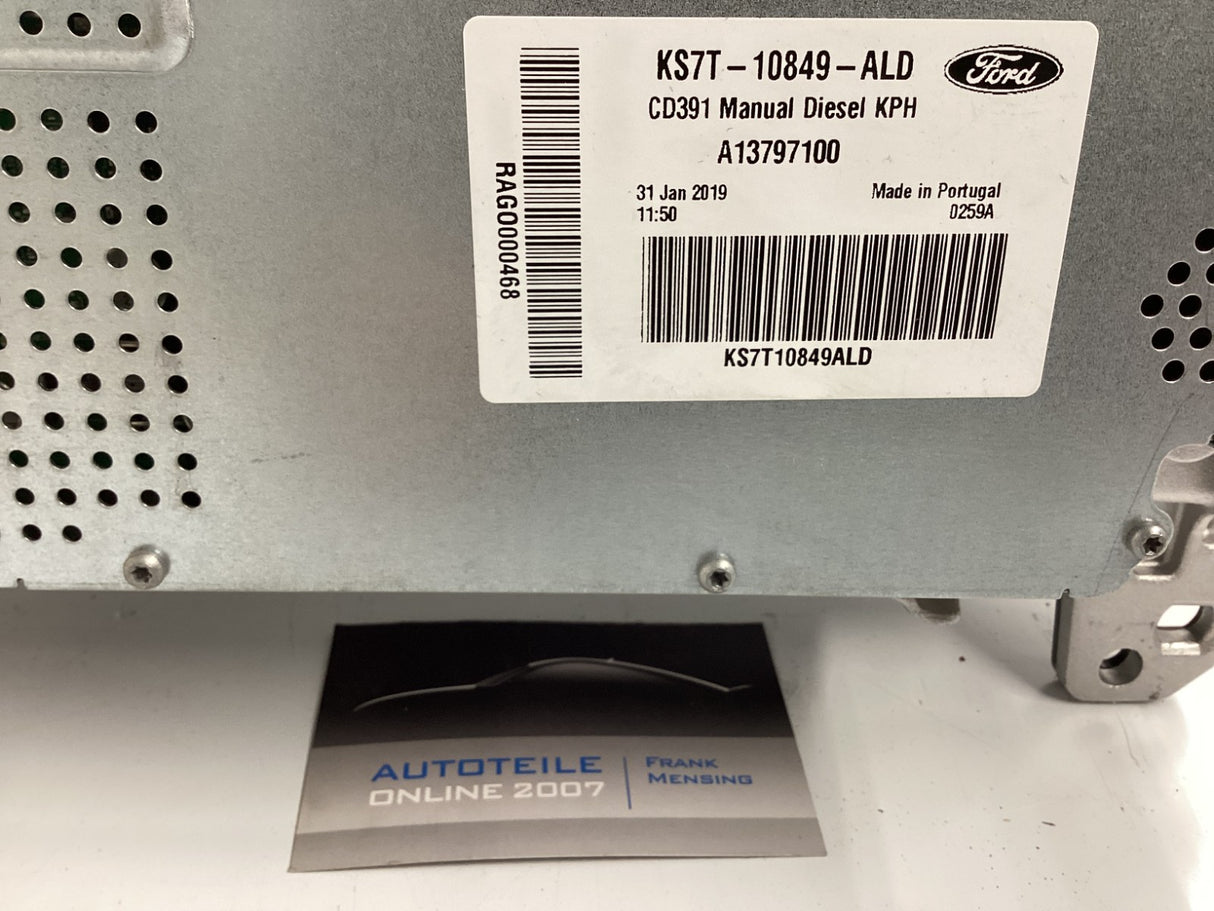 KS7T-10849-ALD
Ford
CD391 Manual Diesel KPH
A13797100
31 Jan 2019
11:50
Made in Portugal
0259A
KS7T10849ALD
RAG0000468
AUTOTEILE
ONLINE 2007
FRANK
MENSING